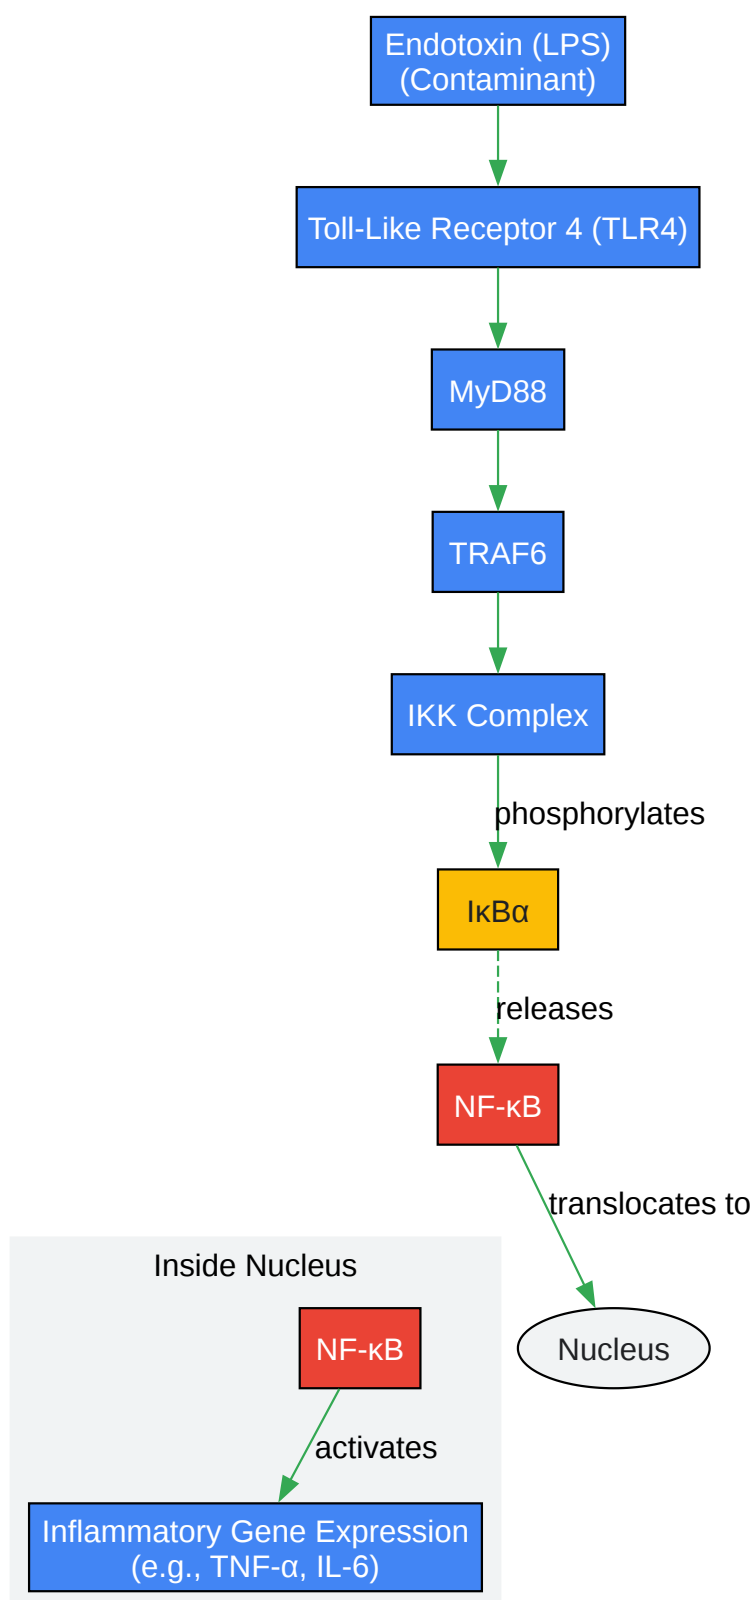 Endotoxin (LPS)
(Contaminant)
Toll-Like Receptor 4 (TLR4)
MyD88
TRAF6
IKK Complex
phosphorylates
IκBα
releases
NF-κB
translocates to
Inside Nucleus
NF-κB
Nucleus
activates
Inflammatory Gene Expression
(e.g., TNF-α, IL-6)